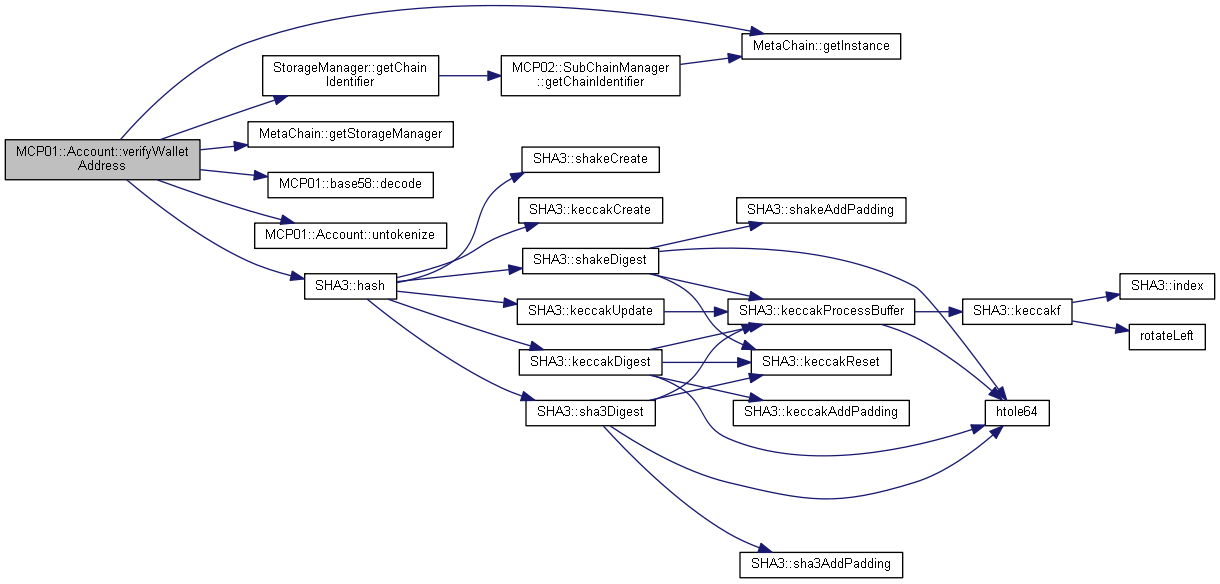 MCP01::Account::verifyWallet
Address
MetaChain::getInstance
StorageManager::getChain
Identifier
MCP02::SubChainManager
::getChainIdentifier
MetaChain::getStorageManager
MCP01::base58::decode
MCP01::Account::untokenize
SHA3::hash
SHA3::shakeCreate
SHA3::keccakCreate
SHA3::shakeDigest
SHA3::keccakUpdate
SHA3::keccakDigest
SHA3::sha3Digest
SHA3::shakeAddPadding
SHA3::keccakProcessBuffer
SHA3::keccakReset
SHA3::keccakAddPadding
SHA3::sha3AddPadding
SHA3::keccakf
htole64
SHA3::index
rotateLeft